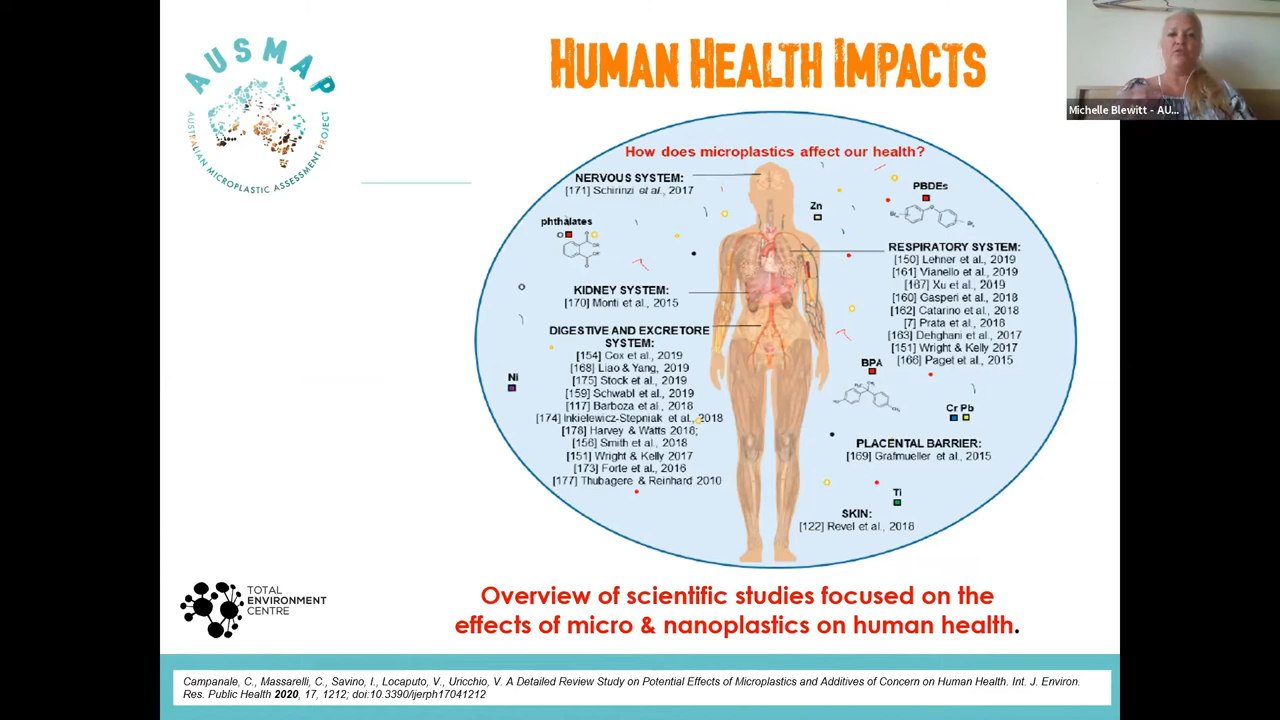 AUSMAP
AUSTRALIAN MICROPLASTIC ASSESSMENT PROJECT
HUMAN HEALTH IMPACTS
Michelle Blewitt - AU...
How does microplastics affect our health?
NERVOUS SYSTEM:
[171] Schirinzi et al., 2017
phthalates
Zn
PBDEs
KIDNEY SYSTEM:
[170] Monti et al., 2015
DIGESTIVE AND EXCRETORE
SYSTEM:
[154] Cox et al., 2019
[168] Liao & Yang, 2019
[175] Stock et al., 2019
[159] Schwabl et al., 2019
[117] Barboza et al., 2018
[174] Inkielewicz-Stepniak et al., 2018
[178] Harvey & Watts 2018;
[156] Smith et al., 2018
[151] Wright & Kelly 2017
[173] Forte et al., 2016
[177] Thubagere & Reinhard 2010
Ni
RESPIRATORY SYSTEM:
[150] Lehner et al., 2019
[161] Vianello et al., 2019
[167] Xu et al., 2019
[160] Gasperi et al., 2018
[162] Catarino et al., 2018
[7] Prata et al., 2018
[163] Dehghani et al., 2017
[151] Wright & Kelly 2017
[166] Paget et al., 2015
BPA
Cr Pb
PLACENTAL BARRIER:
[169] Grafmueller et al., 2015
Ti
SKIN:
[122] Revel et al., 2018
TOTAL
ENVIRONMENT
CENTRE
Overview of scientific studies focused on the
effects of micro & nanoplastics on human health.
Campanale, C., Massarelli, C., Savino, I., Locaputo, V., Uricchio, V. A Detailed Review Study on Potential Effects of Microplastics and Additives of Concern on Human Health. Int. J. Environ.
Res. Public Health 2020, 17, 1212; doi:10.3390/ijerph17041212